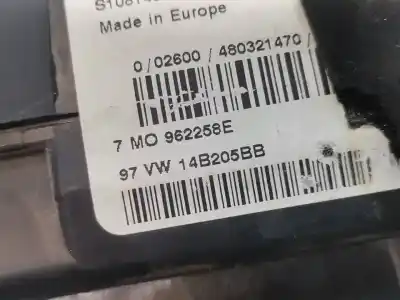 Made in Europe
0/02600/480321470/
7 MO 962258E
97 VW 14B205BB